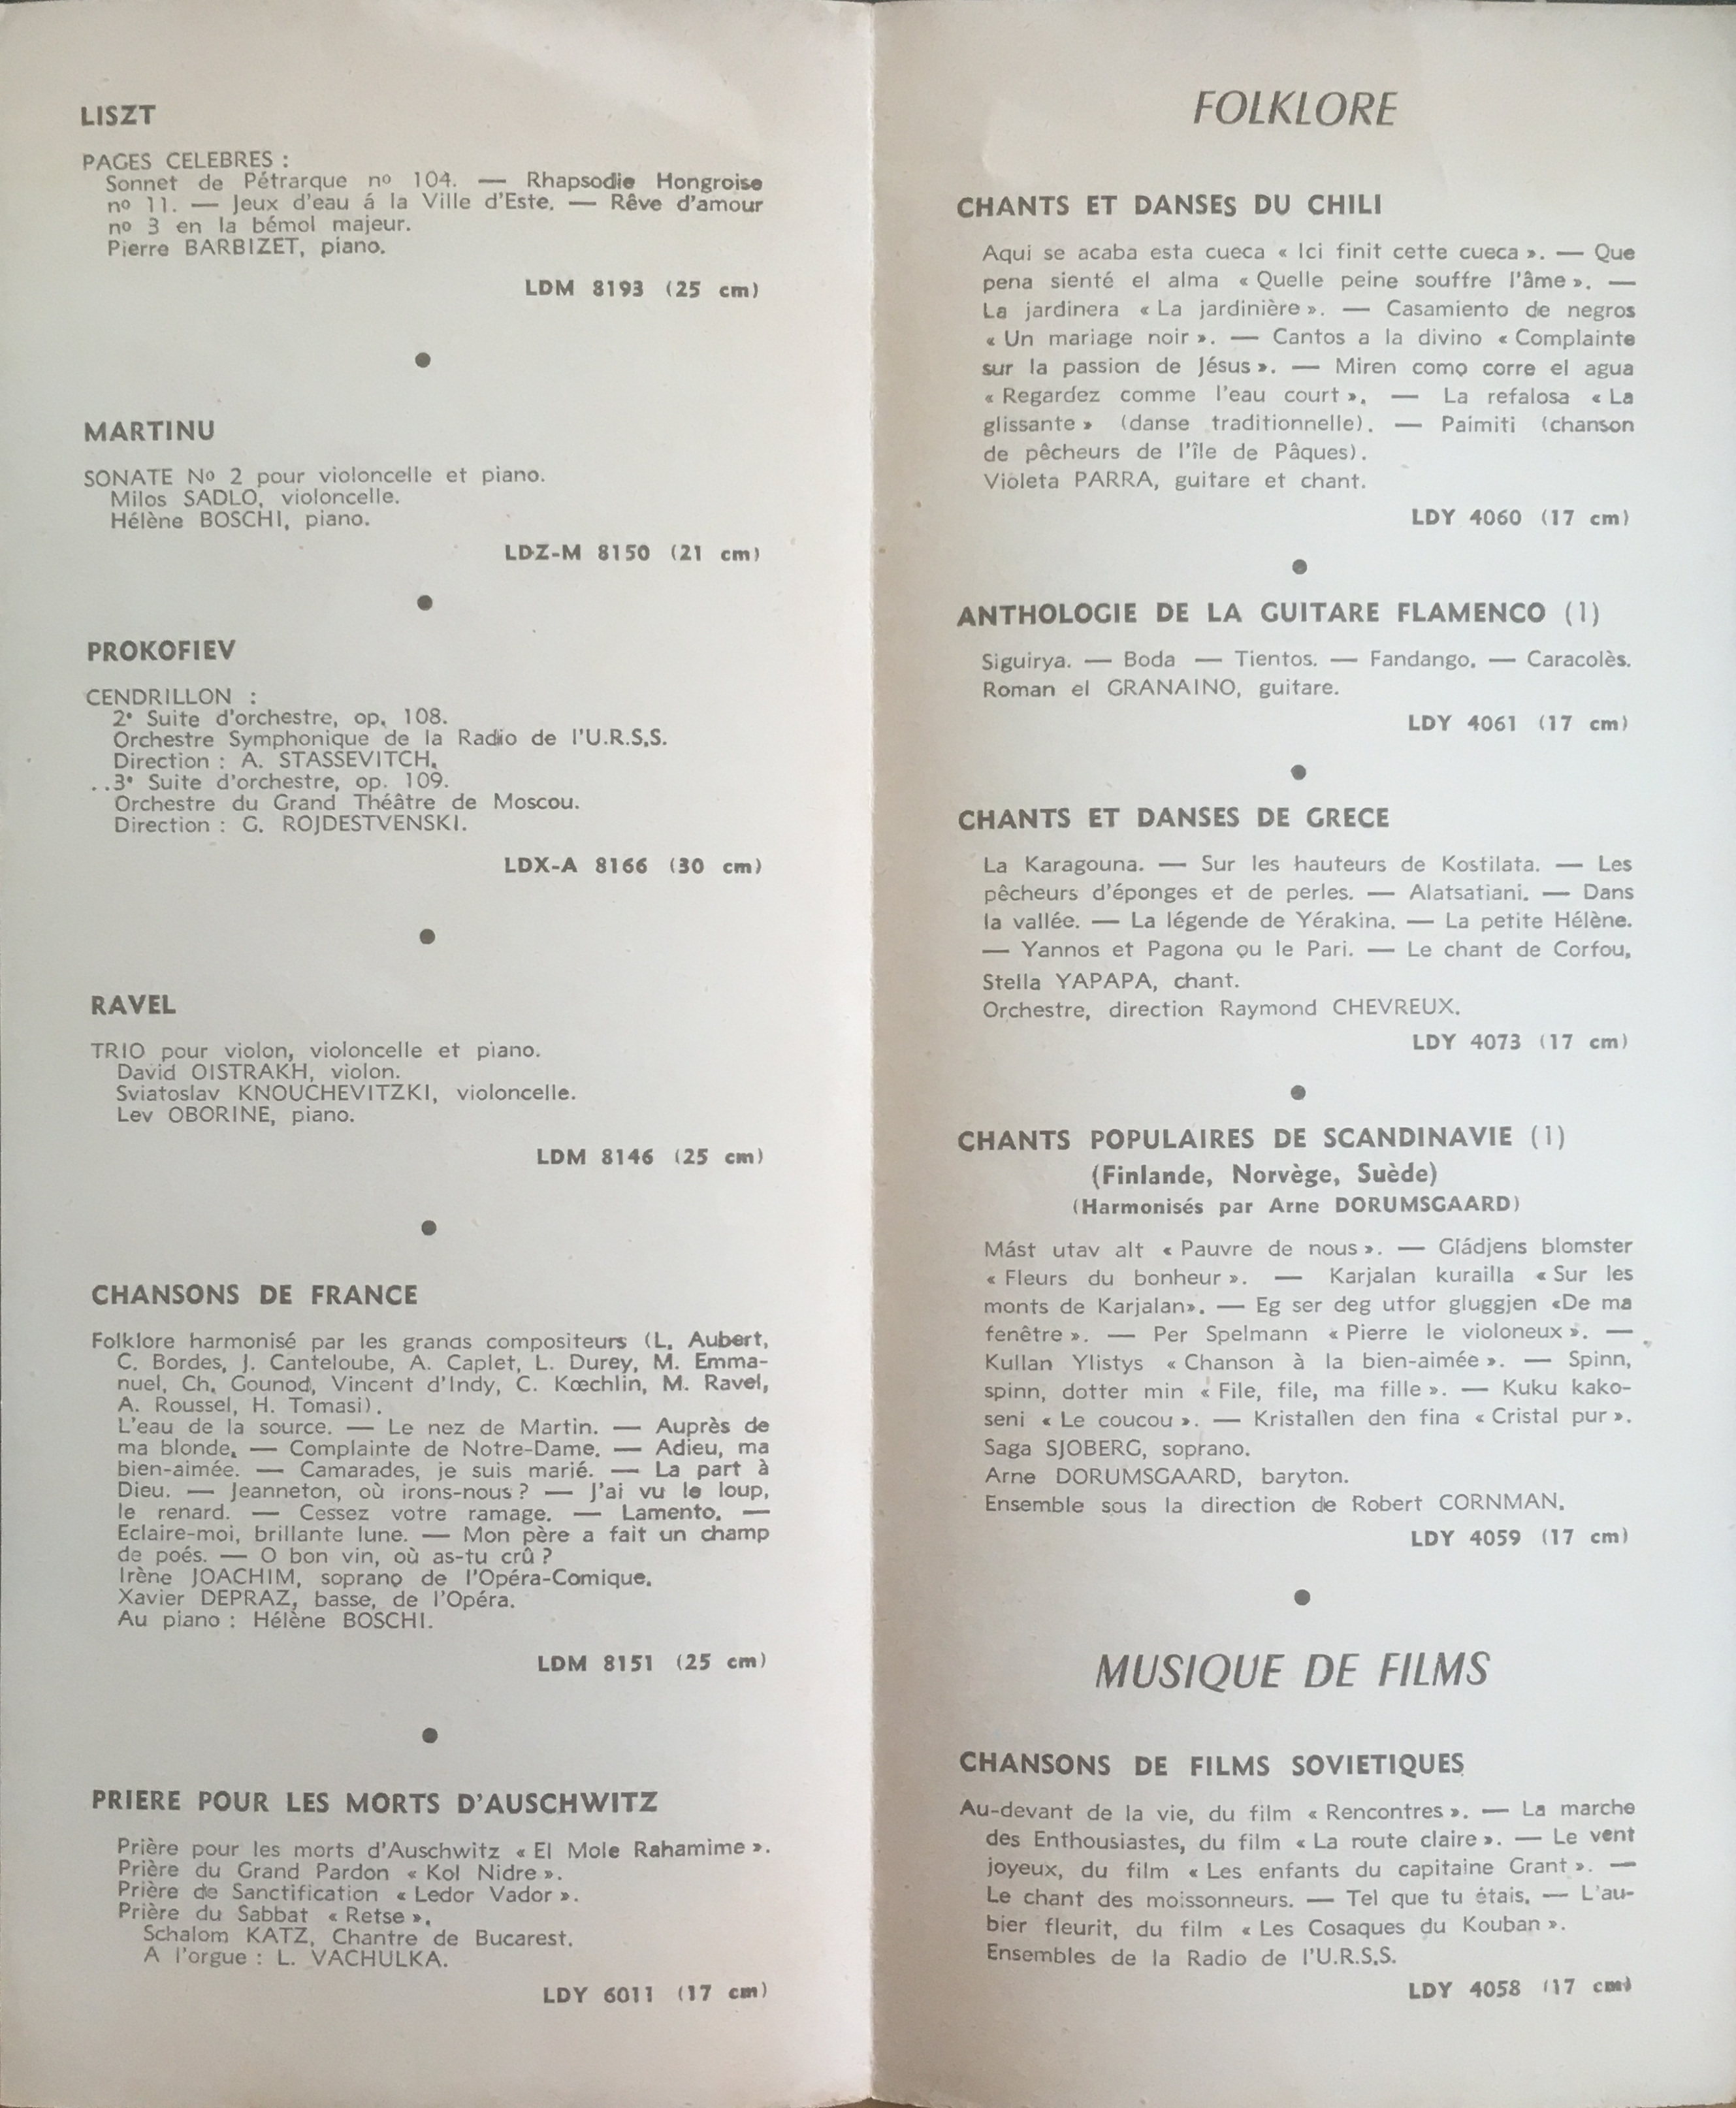 LISZT
PAGES CELEBRES :
Sonnet de Pétrarque nº 104. — Rhapsodie Hongroise
nº 11. — Jeux d'eau á la Ville d'Este. — Rêve d'amour
nº 3 en la bémol majeur.
Pierre BARBIZET, piano.
LDM 8193 (25 cm)
●
MARTINU
SONATE Nº 2 pour violoncelle et piano.
Milos SADLO, violoncelle.
Hélène BOSCHI, piano.
LDZ-M 8150 (21 cm)
●
PROKOFIEV
CENDRILLON :
2e Suite d'orchestre, op. 108.
Orchestre Symphonique de la Radio de l'U.R.S.S.
Direction : A. STASSEVITCH.
..3e Suite d'orchestre, op. 109.
Orchestre du Grand Théâtre de Moscou.
Direction : G. ROJDESTVENSKI.
LDX-A 8166 (30 cm)
●
RAVEL
TRIO pour violon, violoncelle et piano.
David OISTRAKH, violon.
Sviatoslav KNOUCHEVITZKI, violoncelle.
Lev OBORINE, piano.
LDM 8146 (25 cm)
●
CHANSONS DE FRANCE
Folklore harmonisé par les grands compositeurs (L. Aubert,
C. Bordes, J. Canteloube, A. Caplet, L. Durey, M. Emma-
nuel, Ch. Gounod, Vincent d'Indy, C. Kœchlin, M. Ravel,
A. Roussel, H. Tomasi).
L'eau de la source. — Le nez de Martin. — Auprès de
ma blonde. — Complainte de Notre-Dame. — Adieu, ma
bien-aimée. — Camarades, je suis marié. — La part à
Dieu. — Jeanneton, où irons-nous ? — J'ai vu le loup,
le renard. — Cessez votre ramage. — Lamento. —
Eclaire-moi, brillante lune. — Mon père a fait un champ
de poés. — O bon vin, où as-tu crû ?
Irène JOACHIM, soprano de l'Opéra-Comique.
Xavier DEPRAZ, basse, de l'Opéra.
Au piano : Hélène BOSCHI.
LDM 8151 (25 cm)
●
PRIERE POUR LES MORTS D'AUSCHWITZ
Prière pour les morts d'Auschwitz « El Mole Rahamime ».
Prière du Grand Pardon « Kol Nidre ».
Prière de Sanctification « Ledor Vador ».
Prière du Sabbat « Retse ».
Schalom KATZ, Chantre de Bucarest.
A l'orgue : L. VACHULKA.
LDY 6011 (17 cm)
FOLKLORE
CHANTS ET DANSES DU CHILI
Aqui se acaba esta cueca « Ici finit cette cueca ». — Que
pena sienté el alma « Quelle peine souffre l'âme ». —
La jardinera « La jardinière ». — Casamiento de negros
« Un mariage noir ». — Cantos a la divino « Complainte
sur la passion de Jésus ». — Miren como corre el agua
« Regardez comme l'eau court ». — La refalosa « La
glissante » (danse traditionnelle). — Paimiti (chanson
de pêcheurs de l'île de Pâques).
Violeta PARRA, guitare et chant.
LDY 4060 (17 cm)
●
ANTHOLOGIE DE LA GUITARE FLAMENCO (1)
Siguirya. — Boda — Tientos. — Fandango. — Caracolès.
Roman el GRANAINO, guitare.
LDY 4061 (17 cm)
●
CHANTS ET DANSES DE GRECE
La Karagouna. — Sur les hauteurs de Kostilata. — Les
pêcheurs d'éponges et de perles. — Alatsatiani. — Dans
la vallée. — La légende de Yérakina. — La petite Hélène.
— Yannos et Pagona ou le Pari. — Le chant de Corfou.
Stella YAPAPA, chant.
Orchestre, direction Raymond CHEVREUX.
LDY 4073 (17 cm)
●
CHANTS POPULAIRES DE SCANDINAVIE (1)
(Finlande, Norvège, Suède)
(Harmonisés par Arne DORUMSGAARD)
Mást utav alt « Pauvre de nous ». — Gládjens blomster
« Fleurs du bonheur ». — Karjalan kurailla « Sur les
monts de Karjalan». — Eg ser deg utfor gluggjen «De ma
fenêtre ». — Per Spelmann « Pierre le violoneux ». —
Kullan Ylistys « Chanson à la bien-aimée ». — Spinn,
spinn, dotter min « File, file, ma fille ». — Kuku kako-
seni « Le coucou ». — Kristallen den fina « Cristal pur ».
Saga SJOBERG, soprano.
Arne DORUMSGAARD, baryton.
Ensemble sous la direction de Robert CORNMAN.
LDY 4059 (17 cm)
●
MUSIQUE DE FILMS
CHANSONS DE FILMS SOVIETIQUES
Au-devant de la vie, du film « Rencontres ». — La marche
des Enthousiastes, du film « La route claire ». — Le vent
joyeux, du film « Les enfants du capitaine Grant ». —
Le chant des moissonneurs. — Tel que tu étais. — L'au-
bier fleurit, du film « Les Cosaques du Kouban ».
Ensembles de la Radio de l'U.R.S.S.
LDY 4058 (17 cm)